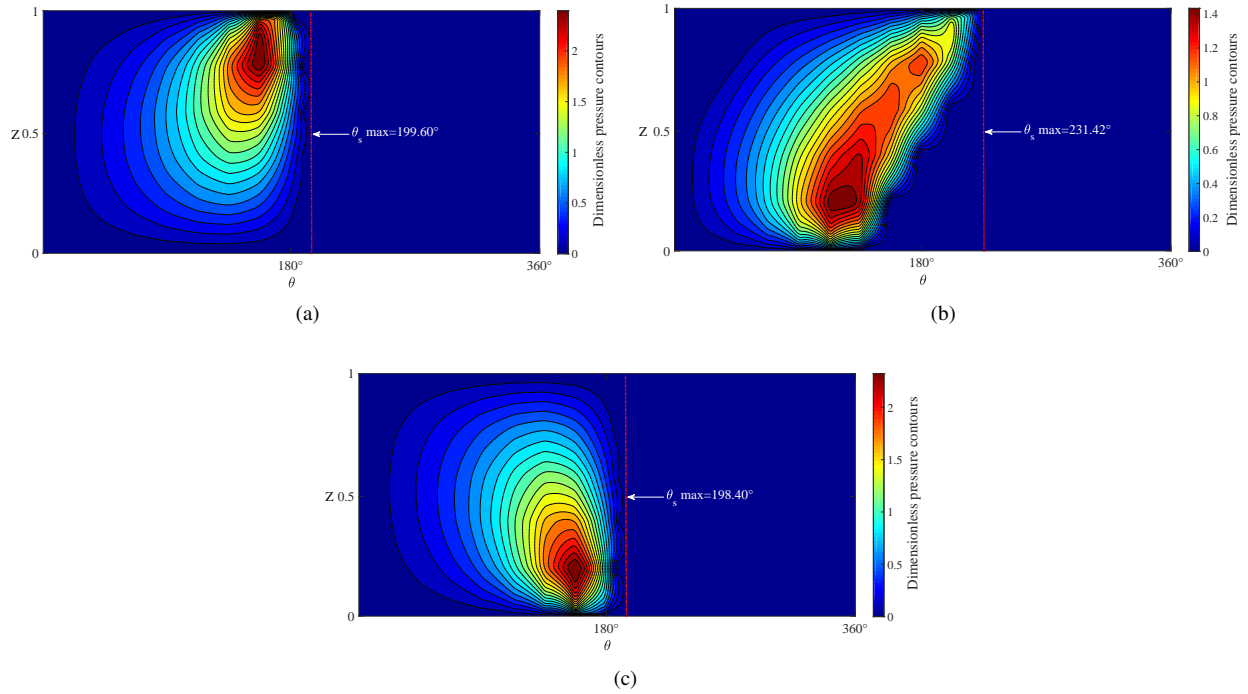 1
Z 0.5
0
180°
360°
θ
θ_s max=199.60°
2
1.5
1
0.5
0
Dimensionless pressure contours
(a)
1
Z 0.5
0
180°
360°
θ
θ_s max=231.42°
1.4
1.2
1
0.8
0.6
0.4
0.2
0
Dimensionless pressure contours
(b)
1
Z 0.5
0
180°
360°
θ
θ_s max=198.40°
2
1.5
1
0.5
0
Dimensionless pressure contours
(c)